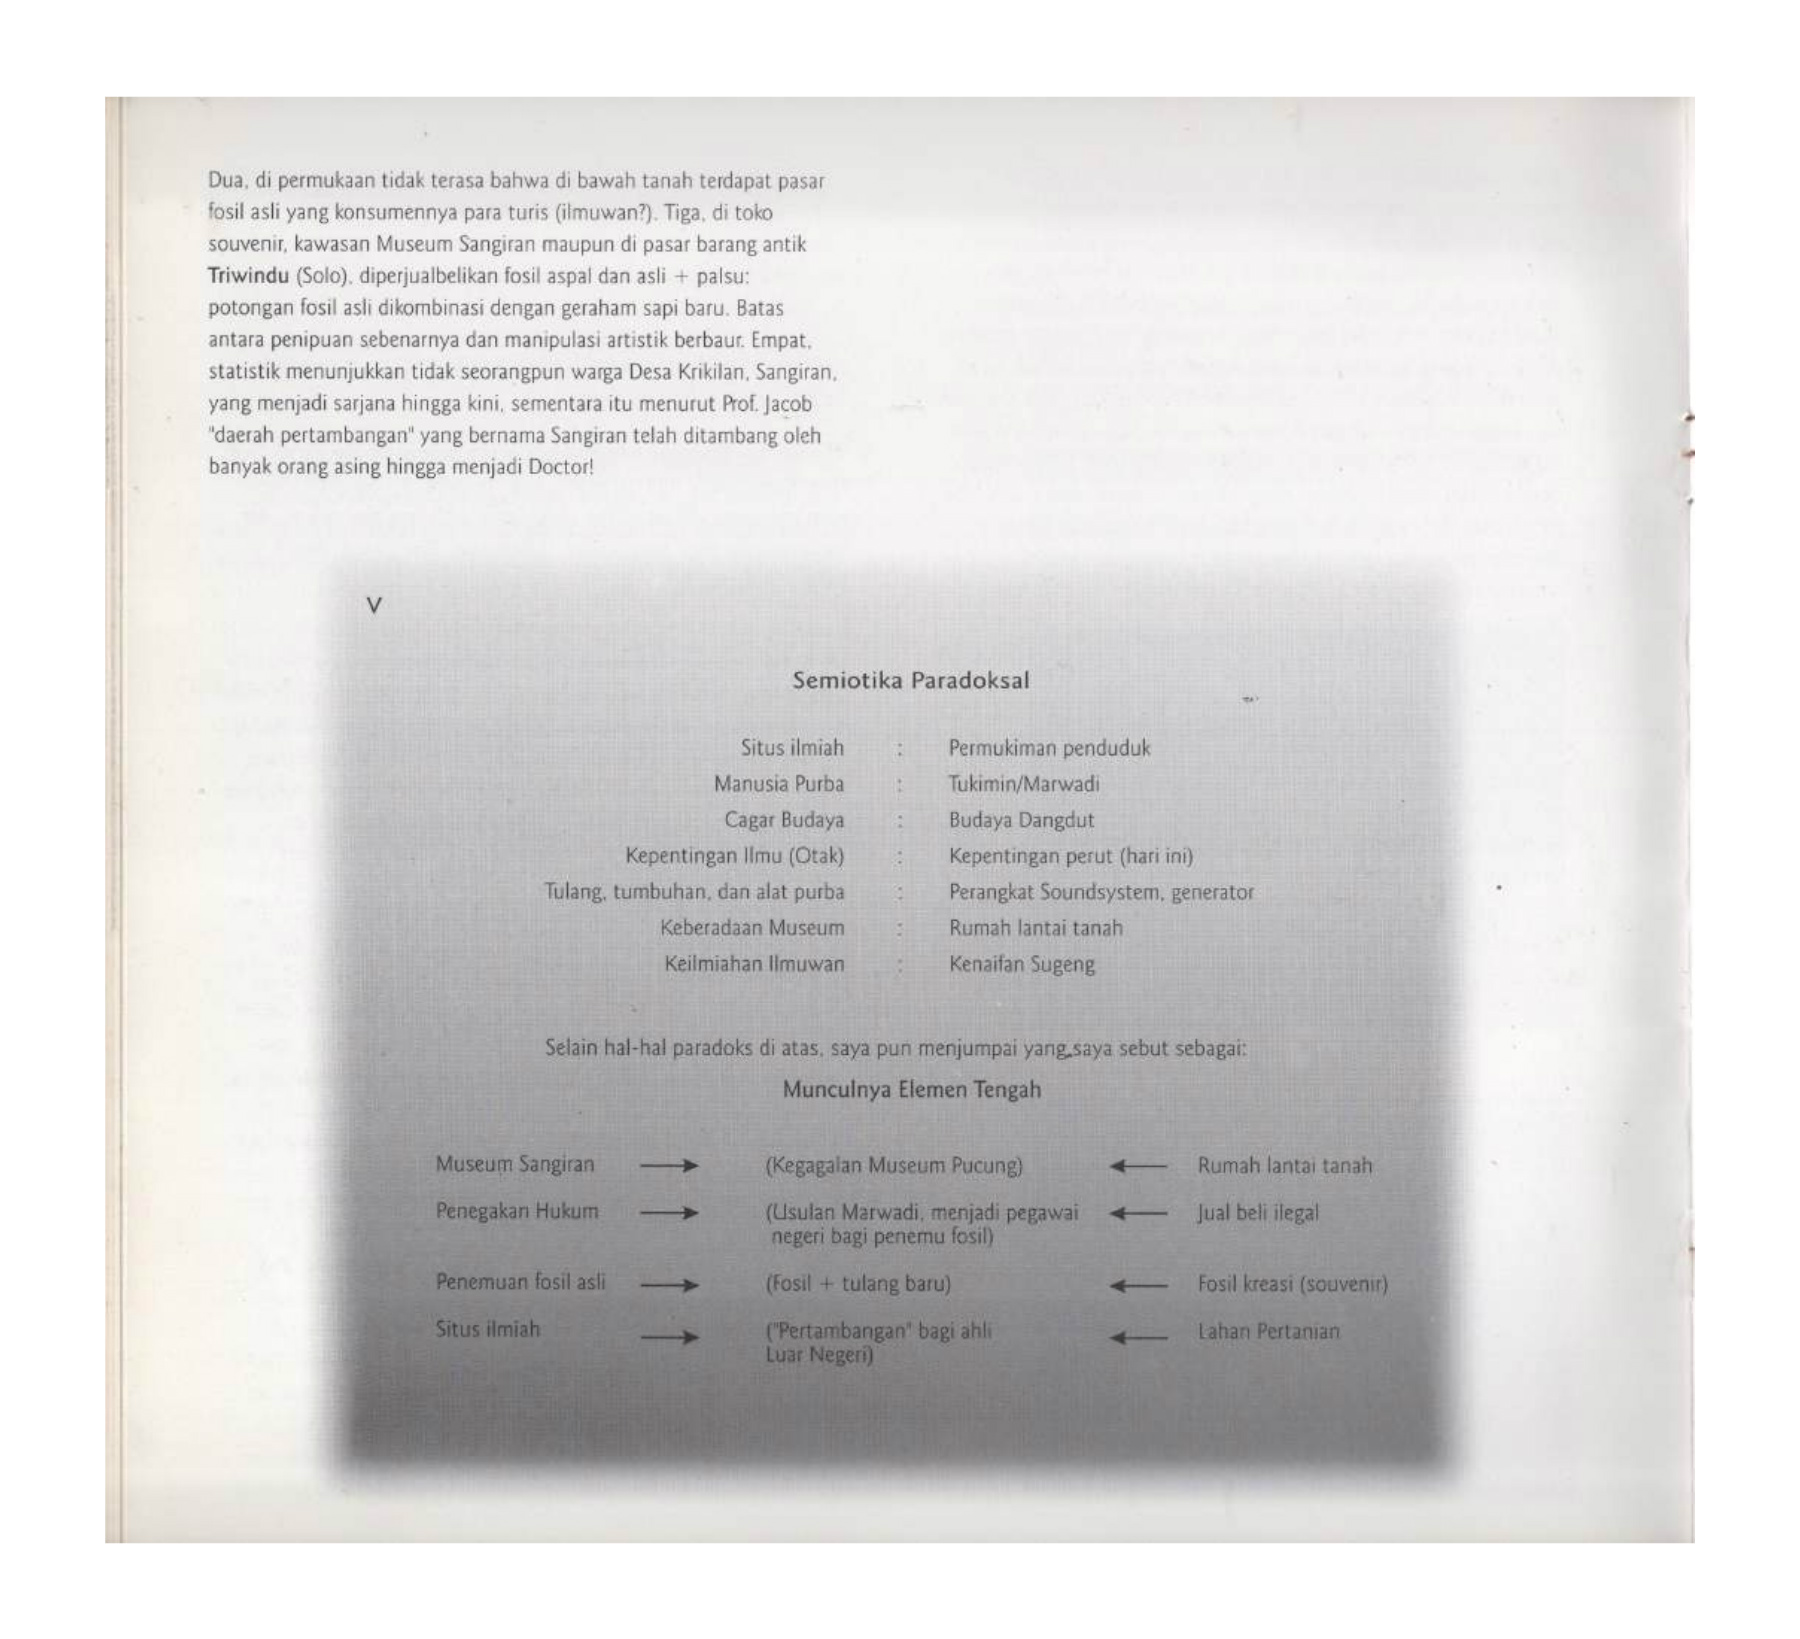 Dua, di permukaan tidak terasa bahwa di bawah tanah terdapat pasar
fosil asli yang konsumennya para turis (ilmuwan?). Tiga, di toko
souvenir, kawasan Museum Sangiran maupun di pasar barang antik
Triwindu (Solo), diperjualbelikan fosil aspal dan asli + palsu:
potongan fosil asli dikombinasi dengan geraham sapi baru. Batas
antara penipuan sebenarnya dan manipulasi artistik berbaur. Empat,
statistik menunjukkan tidak seorangpun warga Desa Krikilan, Sangiran,
yang menjadi sarjana hingga kini, sementara itu menurut Prof. Jacob
"daerah pertambangan" yang bernama Sangiran telah ditambang oleh
banyak orang asing hingga menjadi Doctor!
V
Semiotika Paradoksal
Situs ilmiah : Permukiman penduduk
Manusia Purba : Tukimin/Marwadi
Cagar Budaya : Budaya Dangdut
Kepentingan Ilmu (Otak) : Kepentingan perut (hari ini)
Tulang, tumbuhan, dan alat purba : Perangkat Soundsystem, generator
Keberadaan Museum : Rumah lantai tanah
Keilmiahan Ilmuwan : Kenaifan Sugeng
Selain hal-hal paradoks di atas, saya pun menjumpai yang saya sebut sebagai:
Munculnya Elemen Tengah
Museum Sangiran → (Kegagalan Museum Pucung) ← Rumah lantai tanah
Penegakan Hukum → (Usulan Marwadi, menjadi pegawai ← Jual beli ilegal
negeri bagi penemu fosil)
Penemuan fosil asli → (Fosil + tulang baru) ← Fosil kreasi (souvenir)
Situs ilmiah → ("Pertambangan" bagi ahli ← Lahan Pertanian
Luar Negeri)